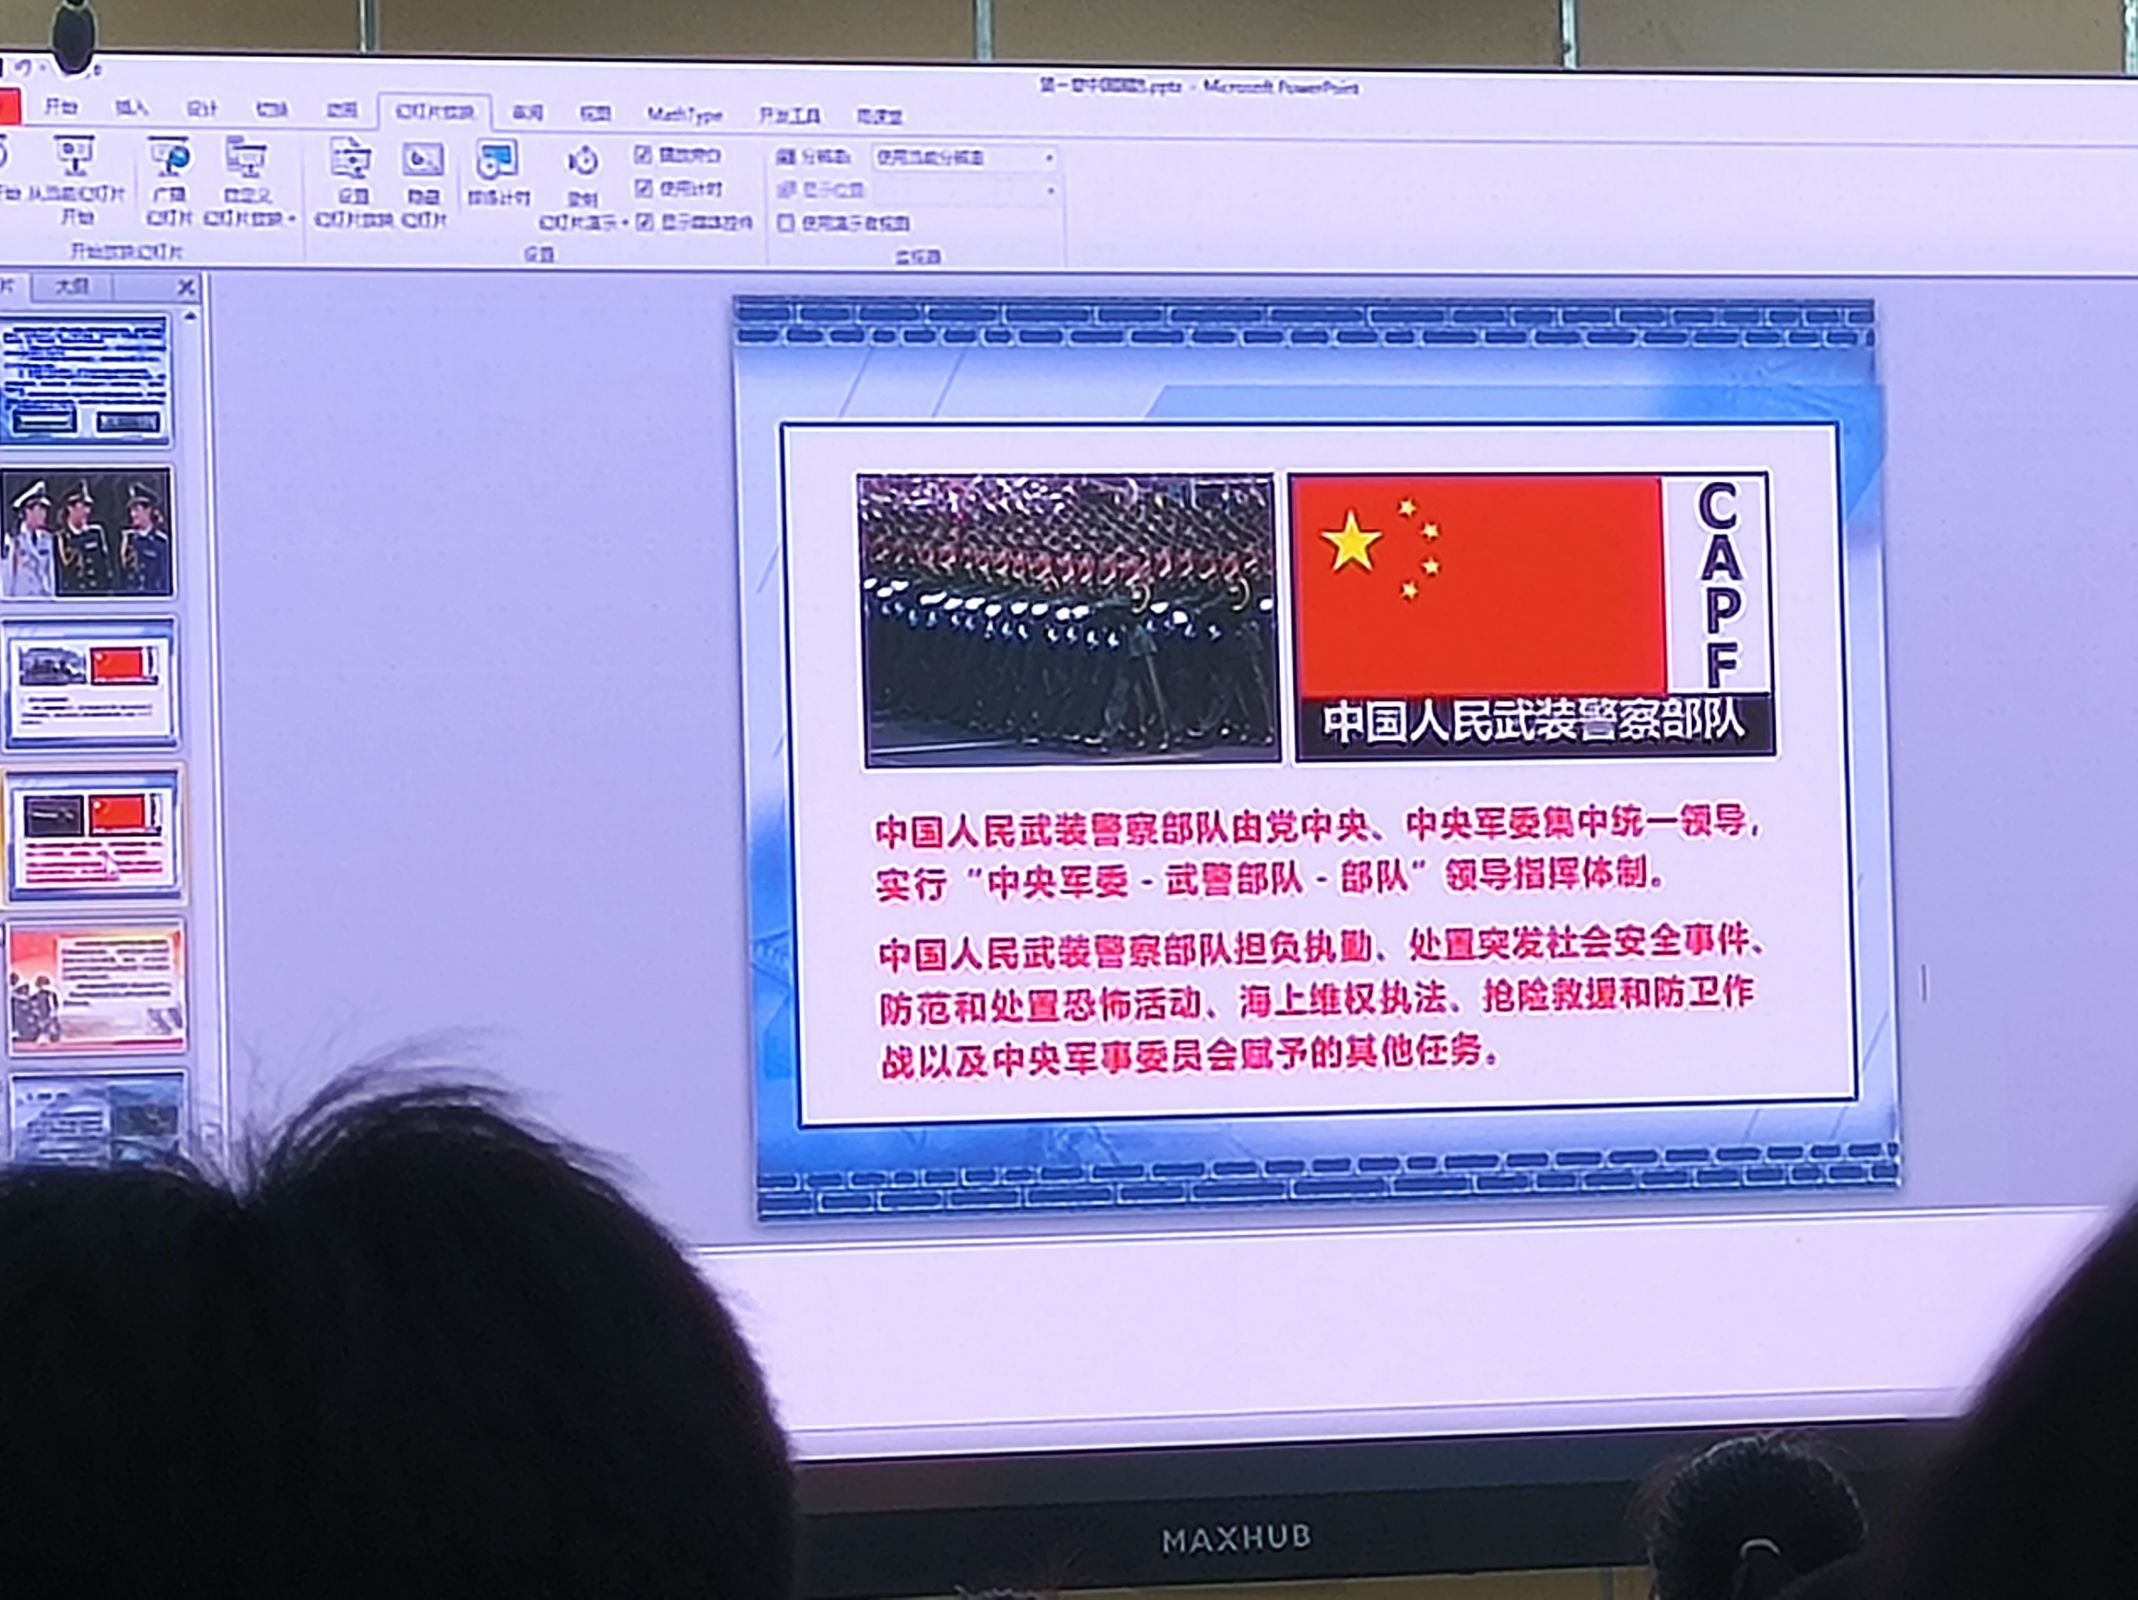 Microsoft PowerPoint
开始 插入 设计 切换 动画 幻灯片放映 审阅 视图 MathType 开发工具 雨课堂
播放旁白 分辨率: 使用当前分辨率
从当前幻灯片 广播 自定义 设置 隐藏 排练计时 录制 使用计时 显示位置:
开始 幻灯片 幻灯片放映 幻灯片放映 幻灯片 幻灯片演示 显示媒体控件 使用演示者视图
开始放映幻灯片 设置 监视器
大纲
CAPF
中国人民武装警察部队
中国人民武装警察部队由党中央、中央军委集中统一领导,
实行“中央军委-武警部队-部队”领导指挥体制。
中国人民武装警察部队担负执勤、处置突发社会安全事件、
防范和处置恐怖活动、海上维权执法、抢险救援和防卫作
战以及中央军事委员会赋予的其他任务。
MAXHUB